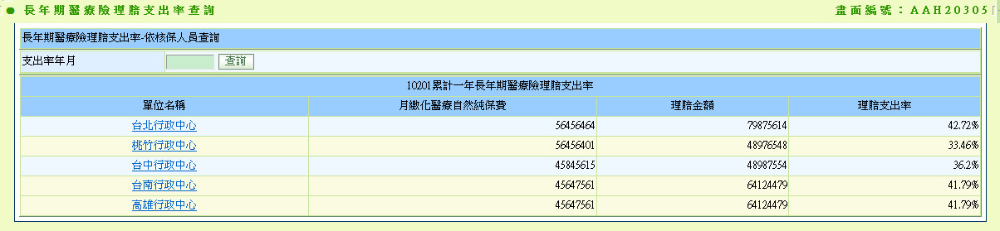 長年期醫療險理賠支出率查詢 畫面編號：AAH20305
長年期醫療險理賠支出率-依核保人員查詢
支出率年月 查詢
10201累計一年長年期醫療險理賠支出率
單位名稱 月繳化醫療自然純保費 理賠金額 理賠支出率
台北行政中心 56456464 79875614 42.72%
桃竹行政中心 56456401 48976548 33.46%
台中行政中心 45845615 48987554 36.2%
台南行政中心 45647561 64124479 41.79%
高雄行政中心 45647561 64124479 41.79%